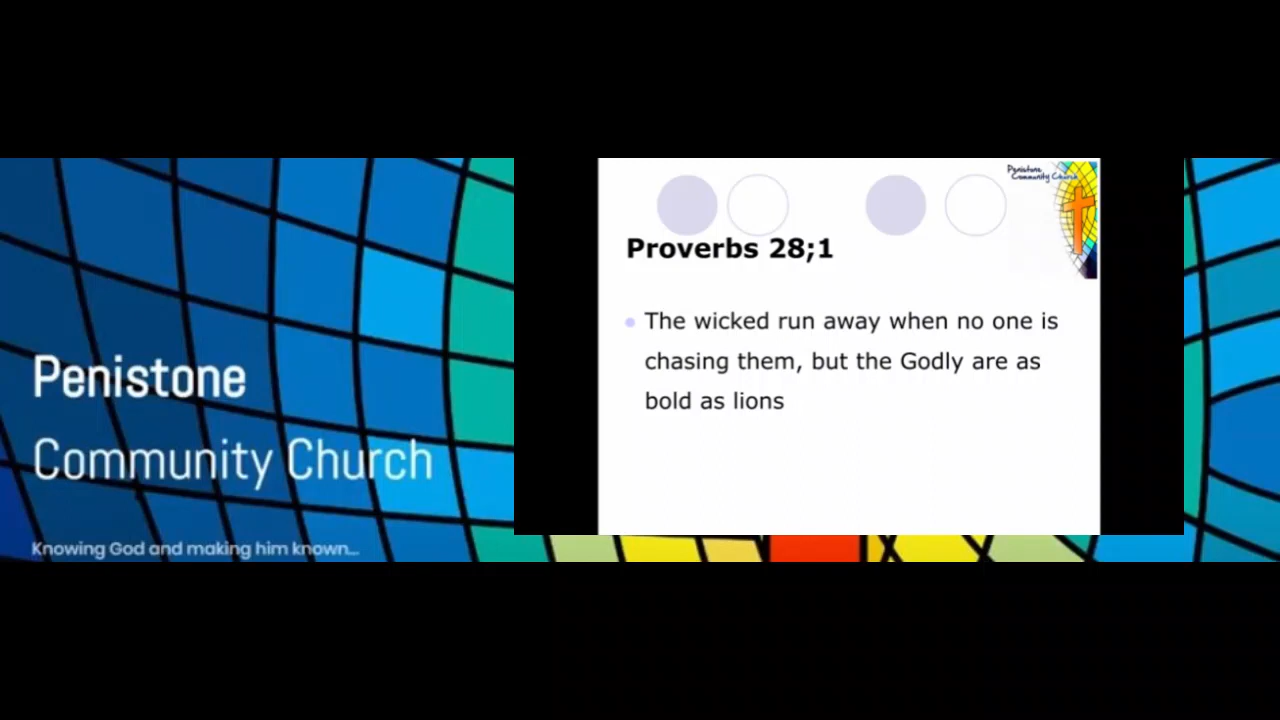 Penistone
Community Church
Knowing God and making him known...
Penistone
Community Church
Proverbs 28;1
The wicked run away when no one is
chasing them, but the Godly are as
bold as lions